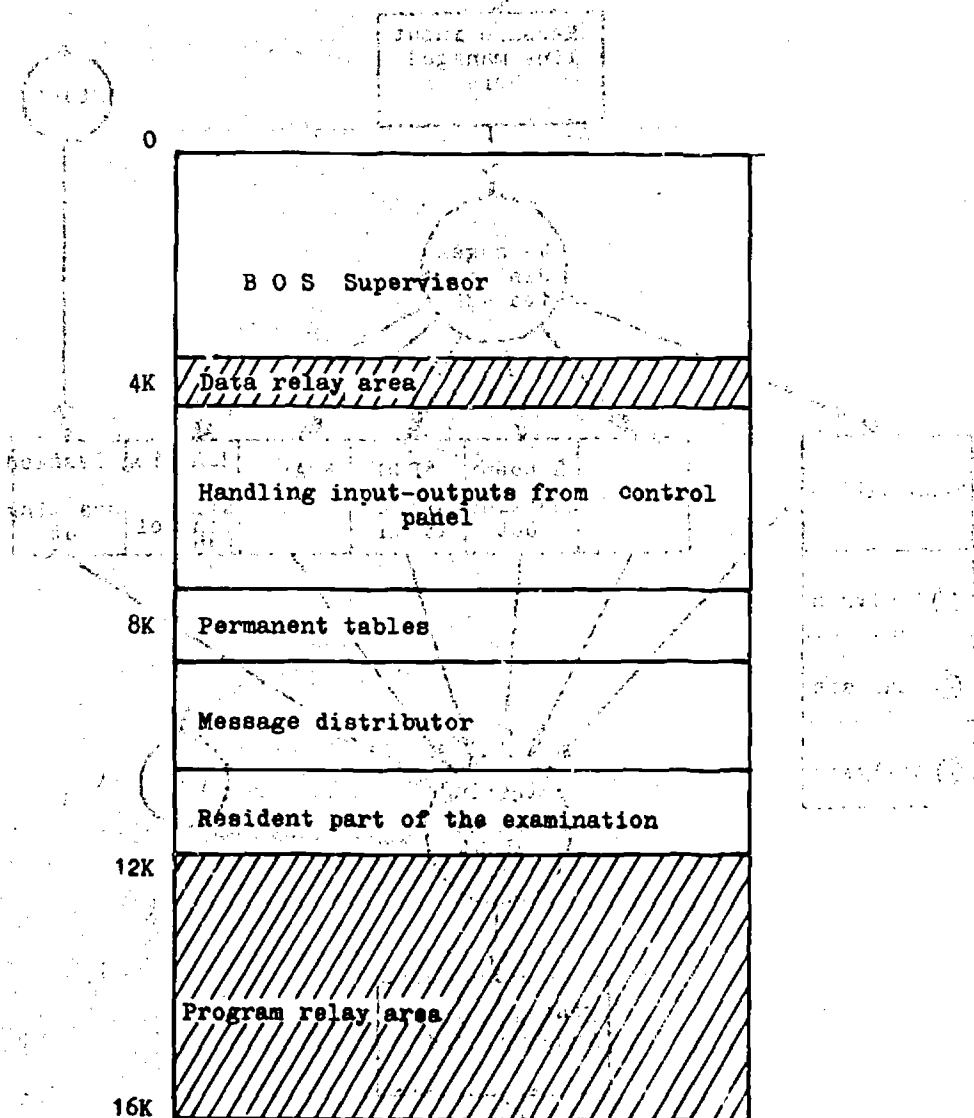 0
B O S Supervisor
4K
Data relay area
Handling input-outputs from control
panel
8K
Permanent tables
Message distributor
Resident part of the examination
12K
Program relay area
16K